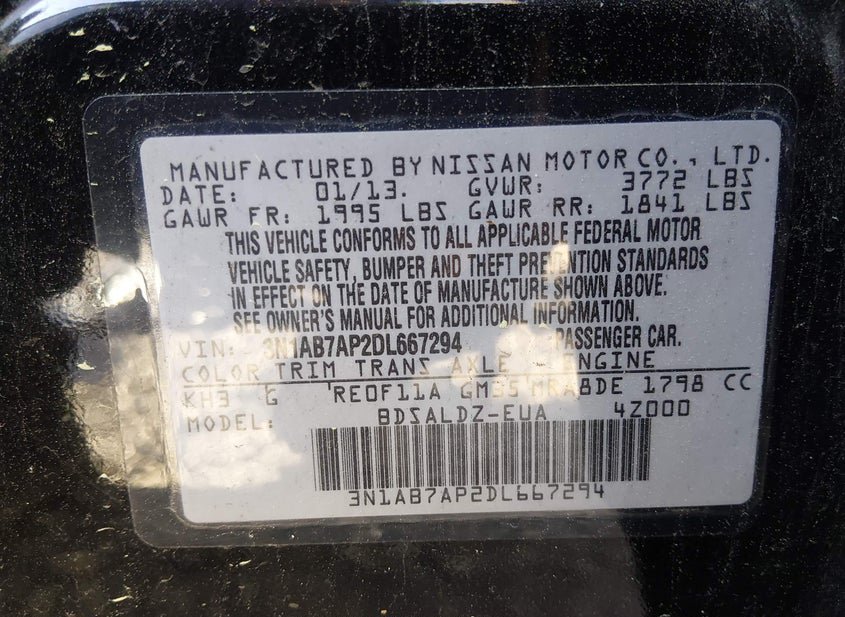 MANUFACTURED BY NISSAN MOTOR CO., LTD.
DATE: 01/13. GVWR: 3772 LBS
GAWR FR: 1995 LBS GAWR RR: 1841 LBS
THIS VEHICLE CONFORMS TO ALL APPLICABLE FEDERAL MOTOR
VEHICLE SAFETY, BUMPER AND THEFT PREVENTION STANDARDS
IN EFFECT ON THE DATE OF MANUFACTURE SHOWN ABOVE.
SEE OWNER'S MANUAL FOR ADDITIONAL INFORMATION.
VIN: 3N1AB7AP2DL667294 PASSENGER CAR.
COLOR TRIM TRANS AXLE ENGINE
KH3 G RE0F11A GM35 MRA8DE 1798 CC
MODEL: BDSALDZ-EUA 4Z000
3N1AB7AP2DL667294